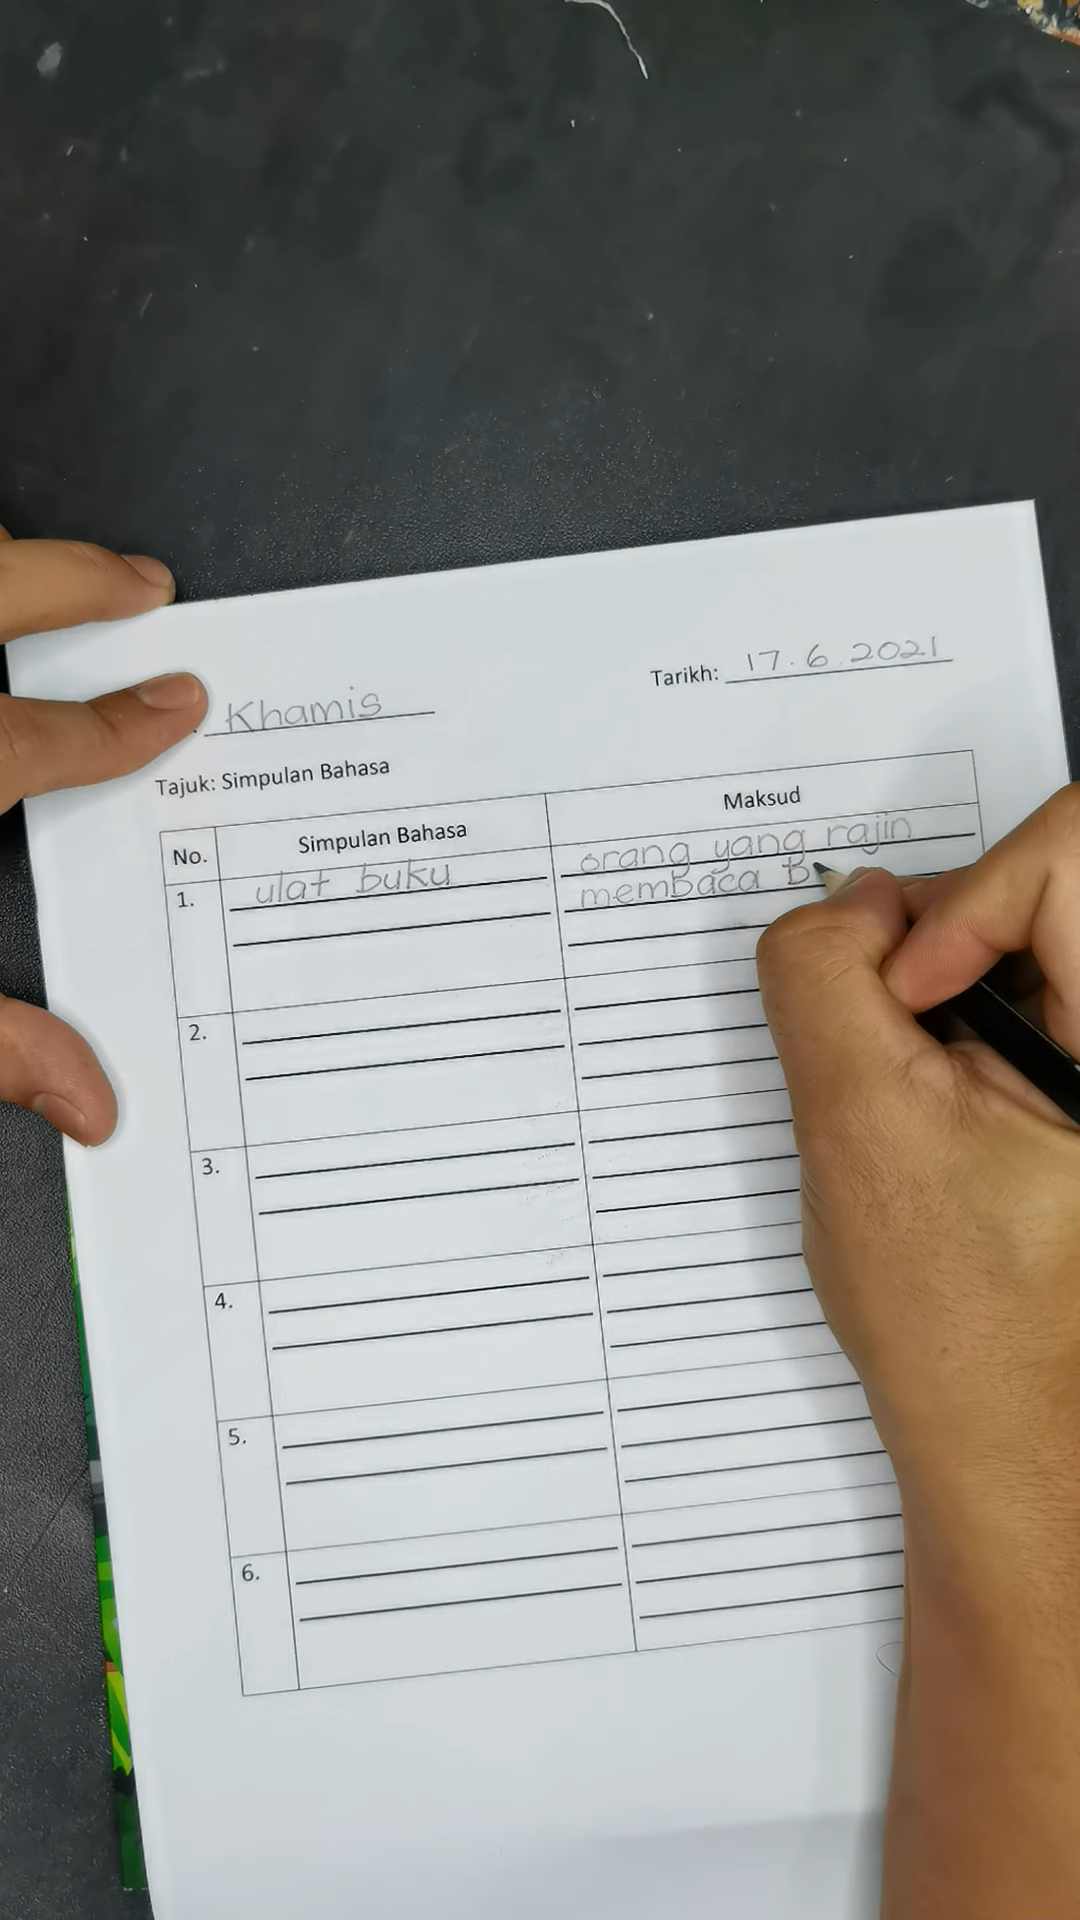 Khamis
Tarikh: 17.6.2021
Tajuk: Simpulan Bahasa
No. Simpulan Bahasa Maksud
1. ulat buku orang yang rajin
membaca b
2.
3.
4.
5.
6.